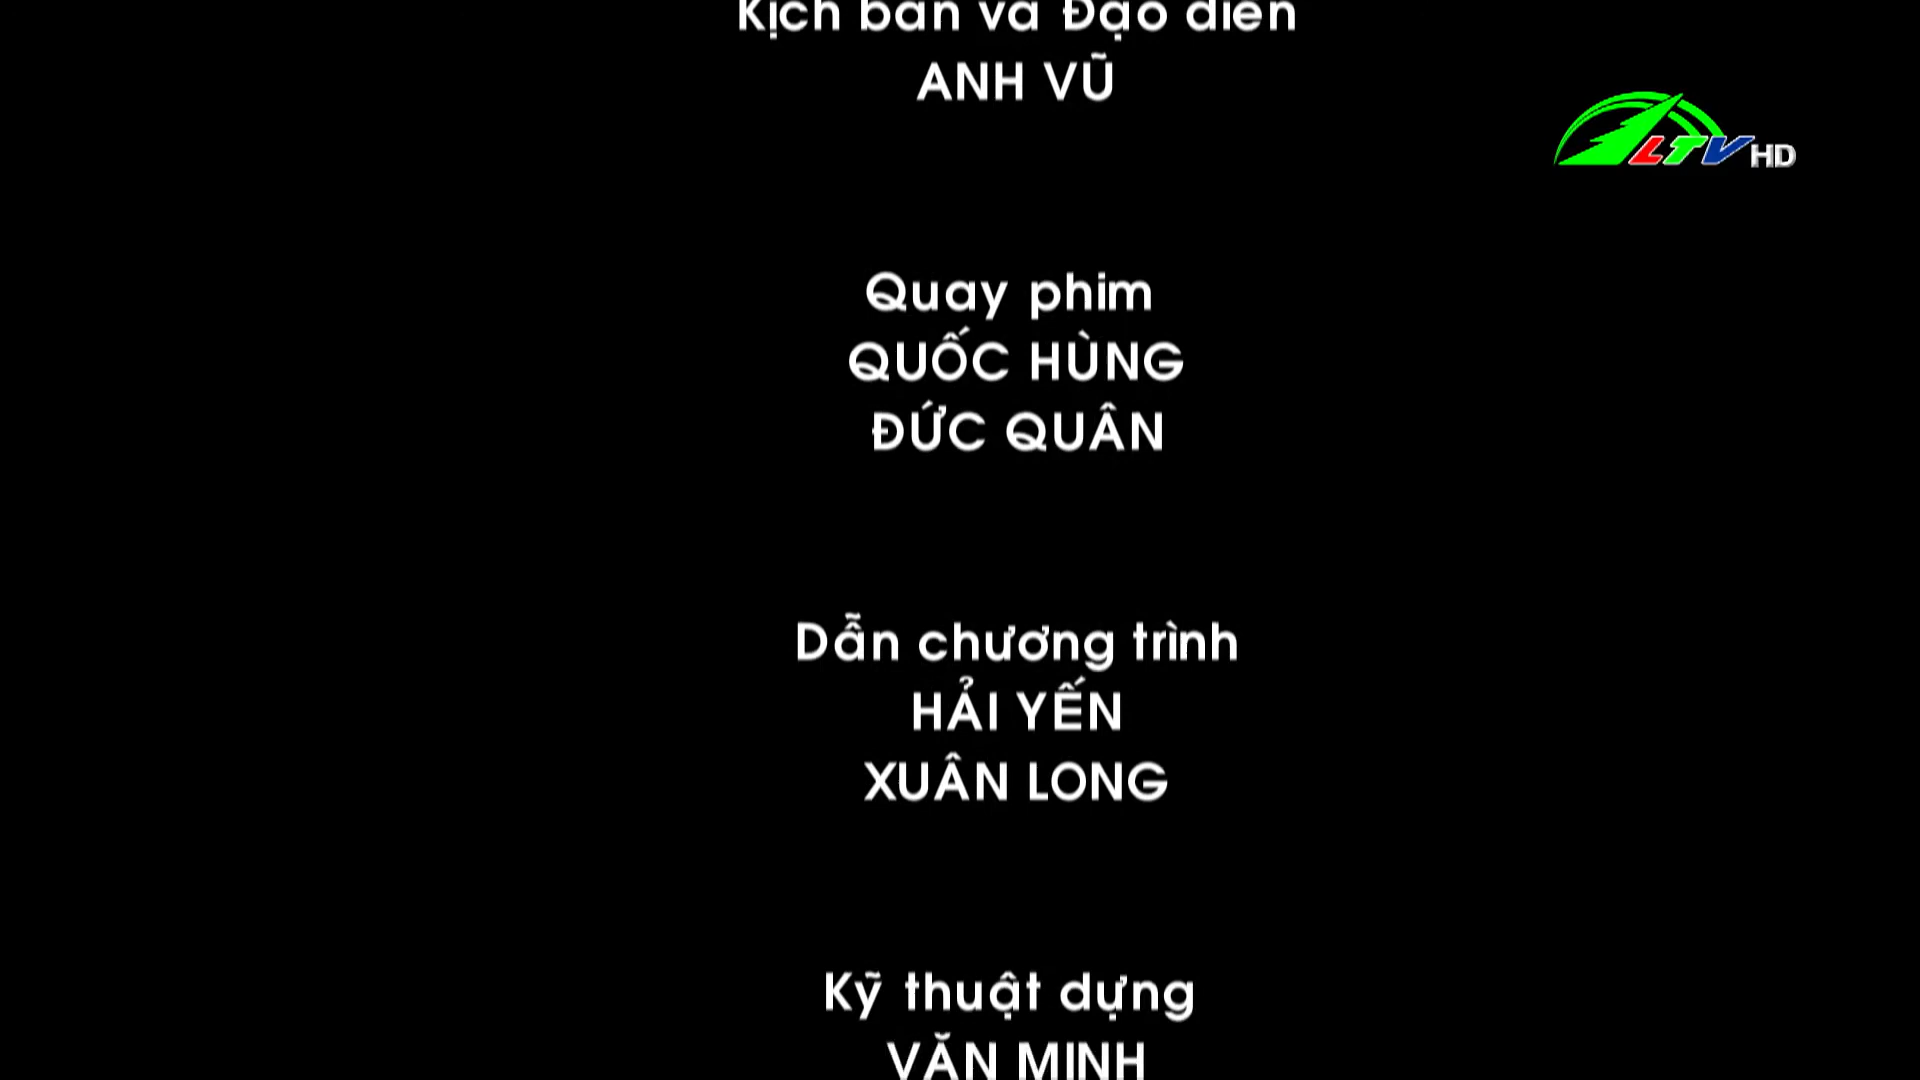 Kịch bản và Đạo diễn
ANH VŨ
LTV HD
Quay phim
QUỐC HÙNG
ĐỨC QUÂN
Dẫn chương trình
HẢI YẾN
XUÂN LONG
Kỹ thuật dựng
VĂN MINH